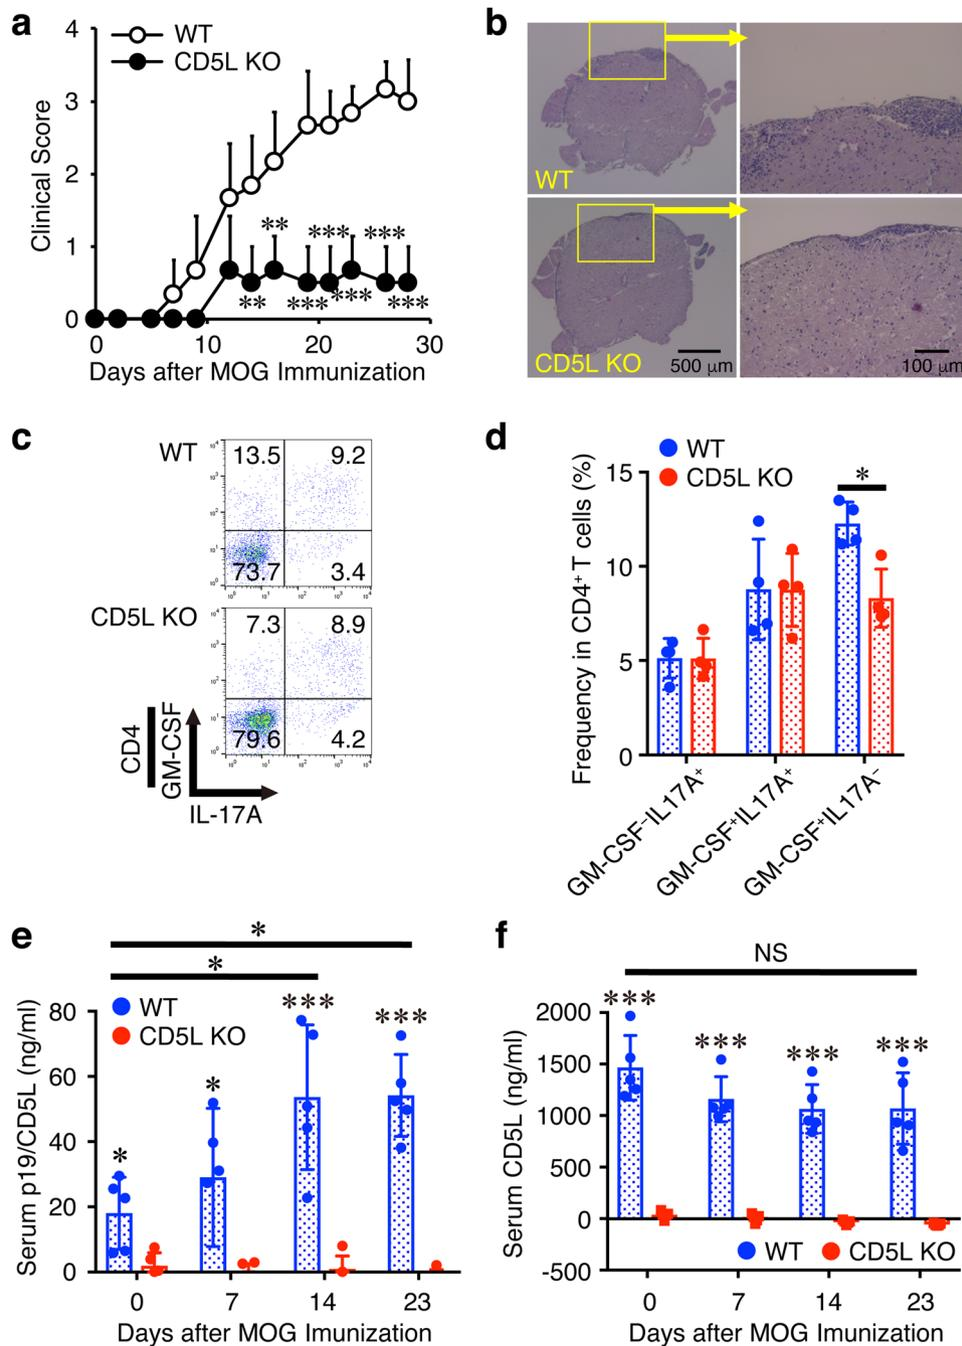 a
4
3
2
1
0
Clinical Score
WT
CD5L KO
**
***
***
**
***
***
***
0
10
20
30
Days after MOG Immunization
b
WT
CD5L KO
500 μm
100 μm
c
WT
13.5
9.2
73.7
3.4
CD5L KO
7.3
8.9
79.6
4.2
CD4
GM-CSF
IL-17A
d
WT
CD5L KO
Frequency in CD4⁺ T cells (%)
15
10
5
0
*
GM-CSF⁻IL17A⁺
GM-CSF⁺IL17A⁺
GM-CSF⁺IL17A⁻
e
*
*
WT
CD5L KO
Serum p19/CD5L (ng/ml)
80
60
40
20
0
*
*
***
***
0
7
14
23
Days after MOG Imunization
f
NS
Serum CD5L (ng/ml)
2000
1500
1000
500
0
-500
***
***
***
***
WT
CD5L KO
0
7
14
23
Days after MOG Imunization